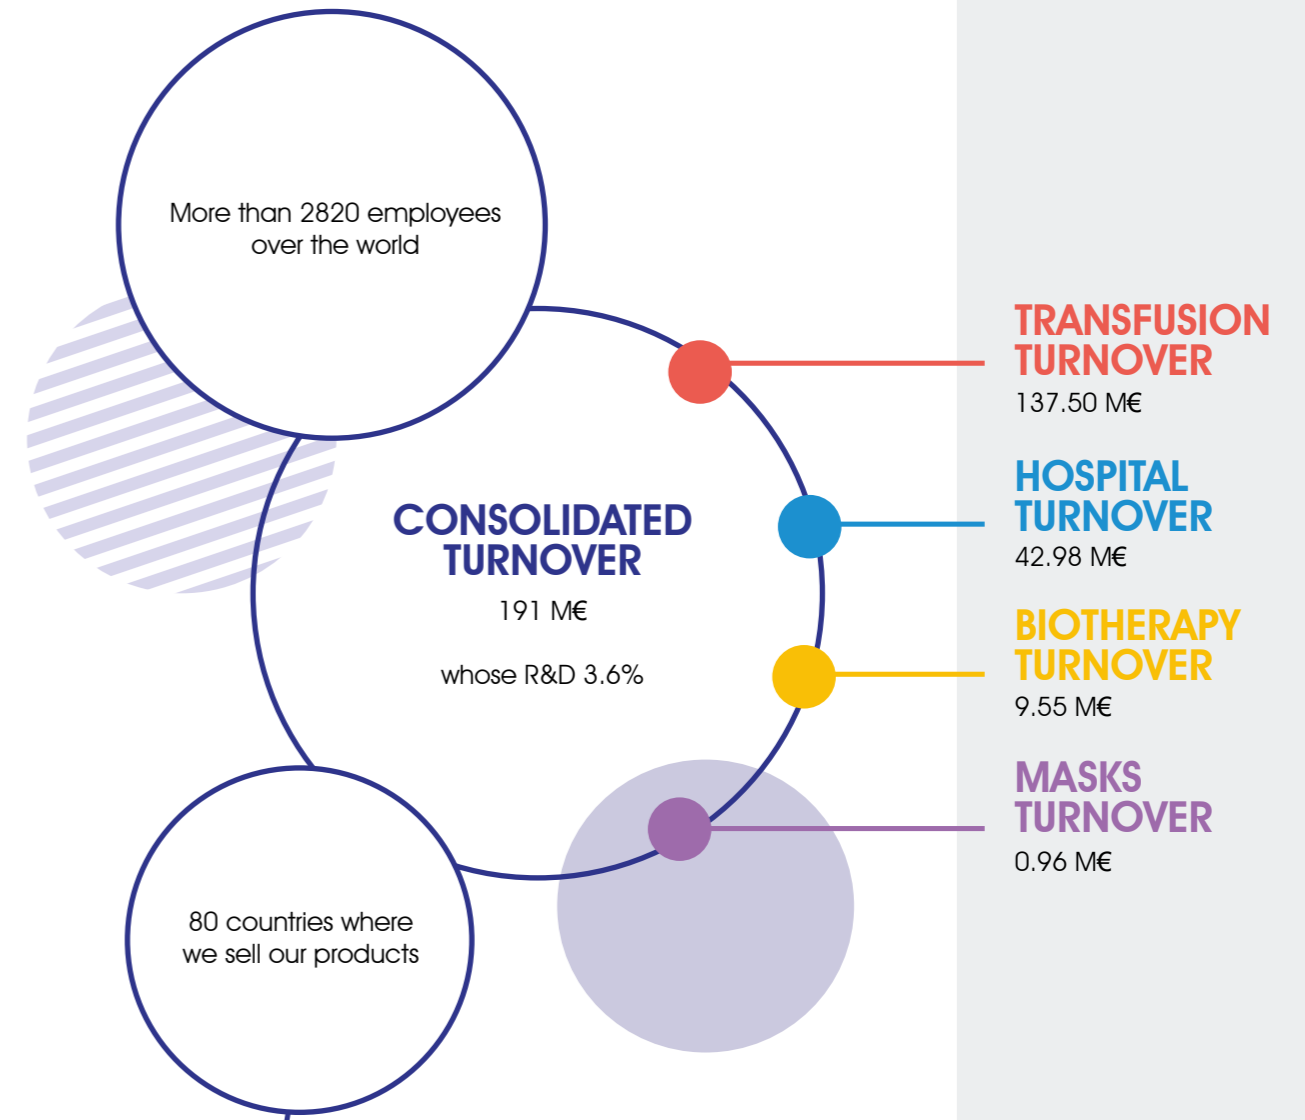 More than 2820 employees
over the world
CONSOLIDATED
TURNOVER
191 M€
whose R&D 3.6%
80 countries where
we sell our products
TRANSFUSION
TURNOVER
137.50 M€
HOSPITAL
TURNOVER
42.98 M€
BIOTHERAPY
TURNOVER
9.55 M€
MASKS
TURNOVER
0.96 M€